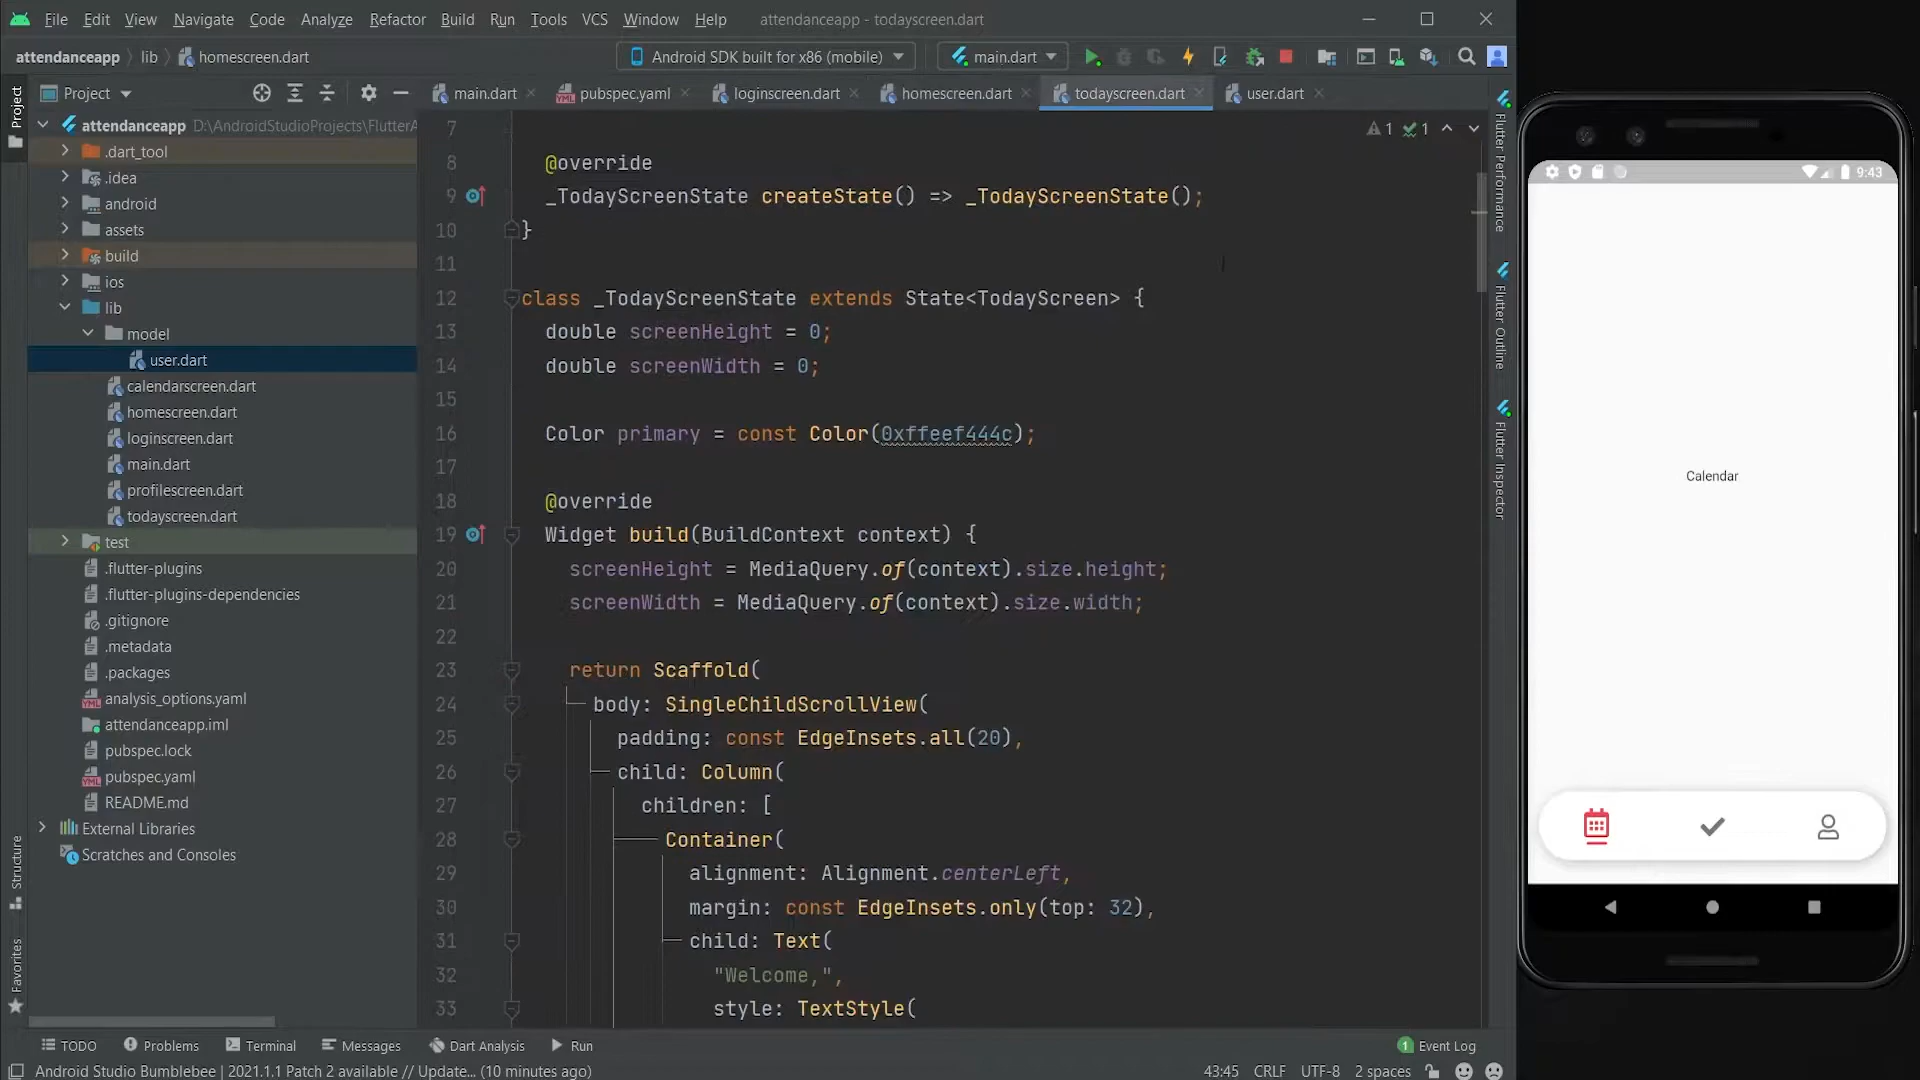 File Edit View Navigate Code Analyze Refactor Build Run Tools VCS Window Help attendanceapp - todayscreen.dart
attendanceapp lib homescreen.dart Android SDK built for x86 (mobile) main.dart
Project main.dart pubspec.yaml loginscreen.dart homescreen.dart todayscreen.dart user.dart
Project
Structure
Favorites
attendanceapp D:\AndroidStudioProjects\FlutterA
.dart_tool
.idea
android
assets
build
ios
lib
model
user.dart
calendarscreen.dart
homescreen.dart
loginscreen.dart
main.dart
profilescreen.dart
todayscreen.dart
test
.flutter-plugins
.flutter-plugins-dependencies
.gitignore
.metadata
.packages
analysis_options.yaml
attendanceapp.iml
pubspec.lock
pubspec.yaml
README.md
External Libraries
Scratches and Consoles
1 1
7
8 @override
9 _TodayScreenState createState() => _TodayScreenState();
10 }
11
12 class _TodayScreenState extends State<TodayScreen> {
13 double screenHeight = 0;
14 double screenWidth = 0;
15
16 Color primary = const Color(0xffeef444c);
17
18 @override
19 Widget build(BuildContext context) {
20 screenHeight = MediaQuery.of(context).size.height;
21 screenWidth = MediaQuery.of(context).size.width;
22
23 return Scaffold(
24 body: SingleChildScrollView(
25 padding: const EdgeInsets.all(20),
26 child: Column(
27 children: [
28 Container(
29 alignment: Alignment.centerLeft,
30 margin: const EdgeInsets.only(top: 32),
31 child: Text(
32 "Welcome,",
33 style: TextStyle(
Flutter Performance
Flutter Outline
Flutter Inspector
9:43
Calendar
TODO Problems Terminal Messages Dart Analysis Run 1 Event Log
Android Studio Bumblebee | 2021.1.1 Patch 2 available // Update... (10 minutes ago) 43:45 CRLF UTF-8 2 spaces